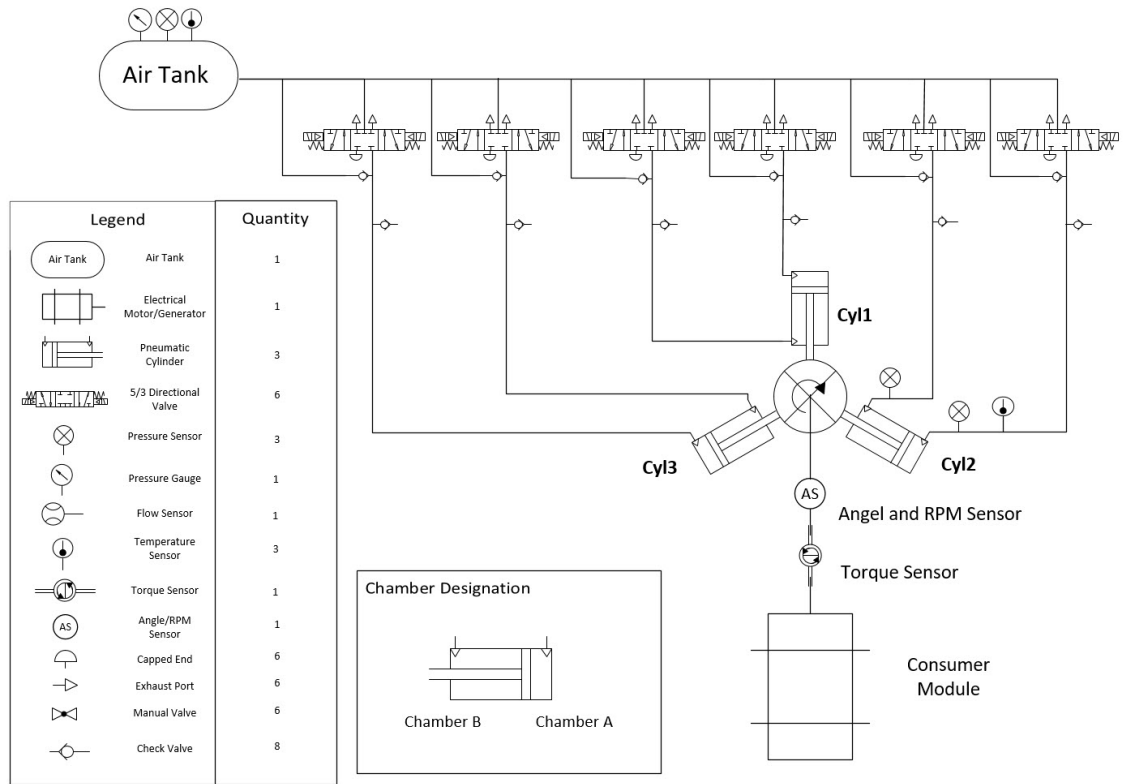 Air Tank
Legend
Quantity
Air Tank
Air Tank
1
Electrical
Motor/Generator
1
Pneumatic
Cylinder
3
5/3 Directional
Valve
6
Pressure Sensor
3
Pressure Gauge
1
Flow Sensor
1
Temperature
Sensor
3
Torque Sensor
1
AS
Angle/RPM
Sensor
1
Capped End
6
Exhaust Port
6
Manual Valve
6
Check Valve
8
Cyl1
Cyl3
Cyl2
AS
Angel and RPM Sensor
Torque Sensor
Consumer
Module
Chamber Designation
Chamber B
Chamber A